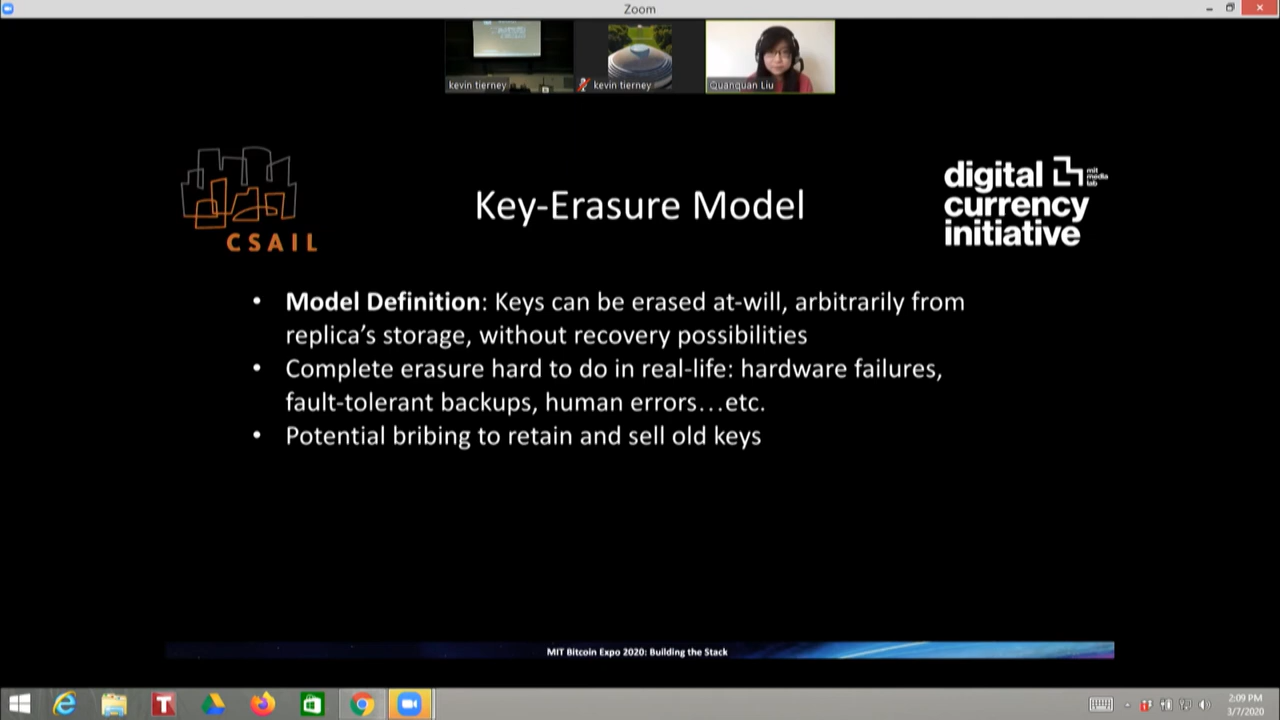 Zoom
kevin tierney
kevin tierney
Quanquan Liu
CSAIL
Key-Erasure Model
digital
currency
initiative
mit
media
lab
• Model Definition: Keys can be erased at-will, arbitrarily from
replica's storage, without recovery possibilities
• Complete erasure hard to do in real-life: hardware failures,
fault-tolerant backups, human errors…etc.
• Potential bribing to retain and sell old keys
MIT Bitcoin Expo 2020: Building the Stack
2:09 PM
3/7/2020